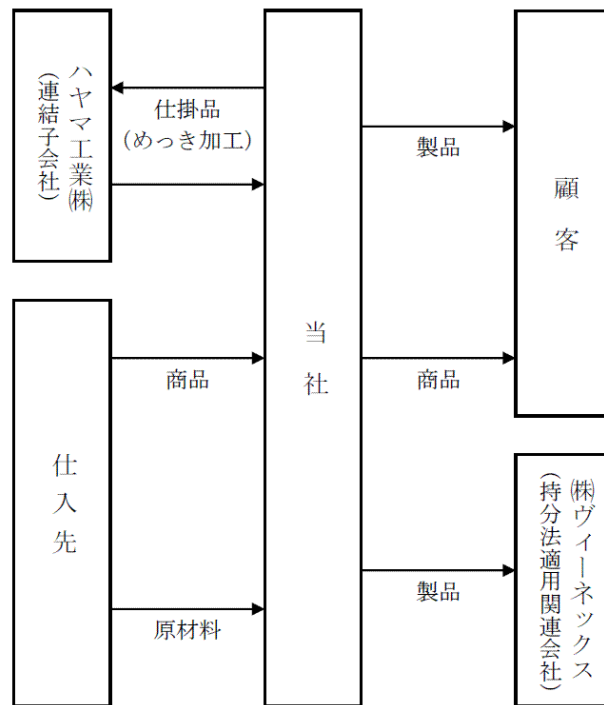 ハヤマ工業㈱
(連結子会社)
仕掛品
(めっき加工)
仕入先
商品
原材料
当社
製品
商品
製品
顧客
㈱ヴィーネックス
(持分法適用関連会社)